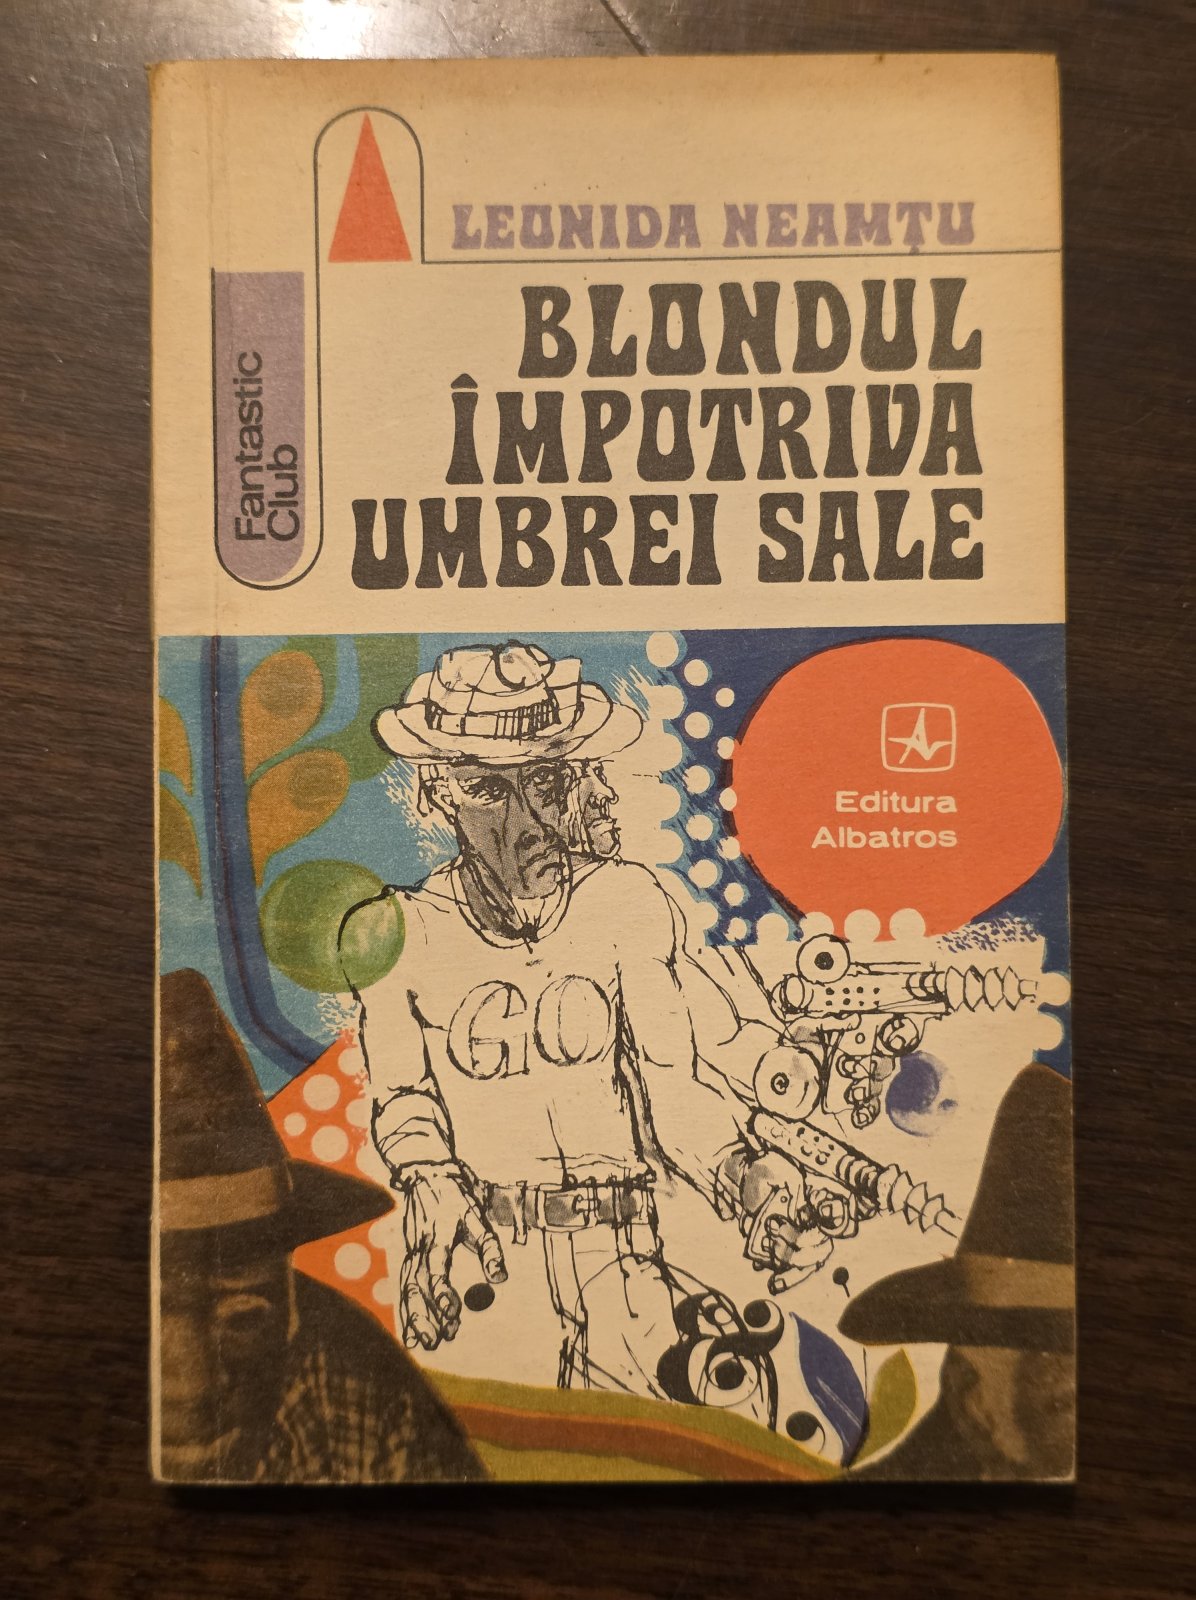 LEONIDA NEAMȚU
BLONDUL
ÎMPOTRIVA
UMBREI SALE
Fantastic
Club
Editura
Albatros
GO